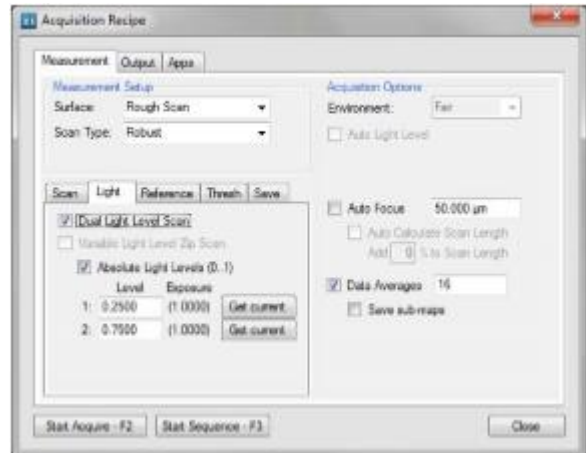 Acquisition Recipe
Measurement Output Apps
Measurement Setup
Surface: Rough Scan
Scan Type: Robust
Acquisition Options
Environment: Fair
Auto Light Level
Scan Light Reference Thresh Save
Dual Light Level Scan
Variable Light Level Zip Scan
Absolute Light Levels (0..1)
Level Exposure
1: 0.2500 (1.0000) Get current
2: 0.7500 (1.0000) Get current
Auto Focus 50.000 µm
Auto Calculate Scan Length
Add 0 % to Scan Length
Data Averages 16
Save sub-maps
Start Acquire - F2 Start Sequence - F3 Close